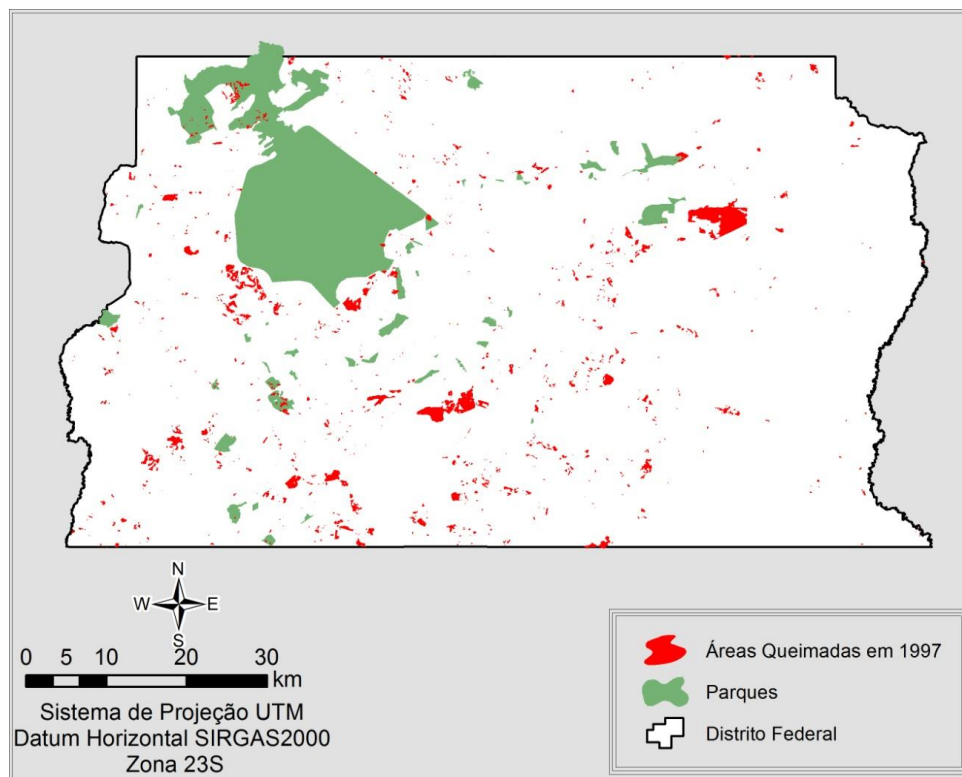 N
W E
S
0 5 10 20 30
km
Sistema de Projeção UTM
Datum Horizontal SIRGAS2000
Zona 23S
Áreas Queimadas em 1997
Parques
Distrito Federal